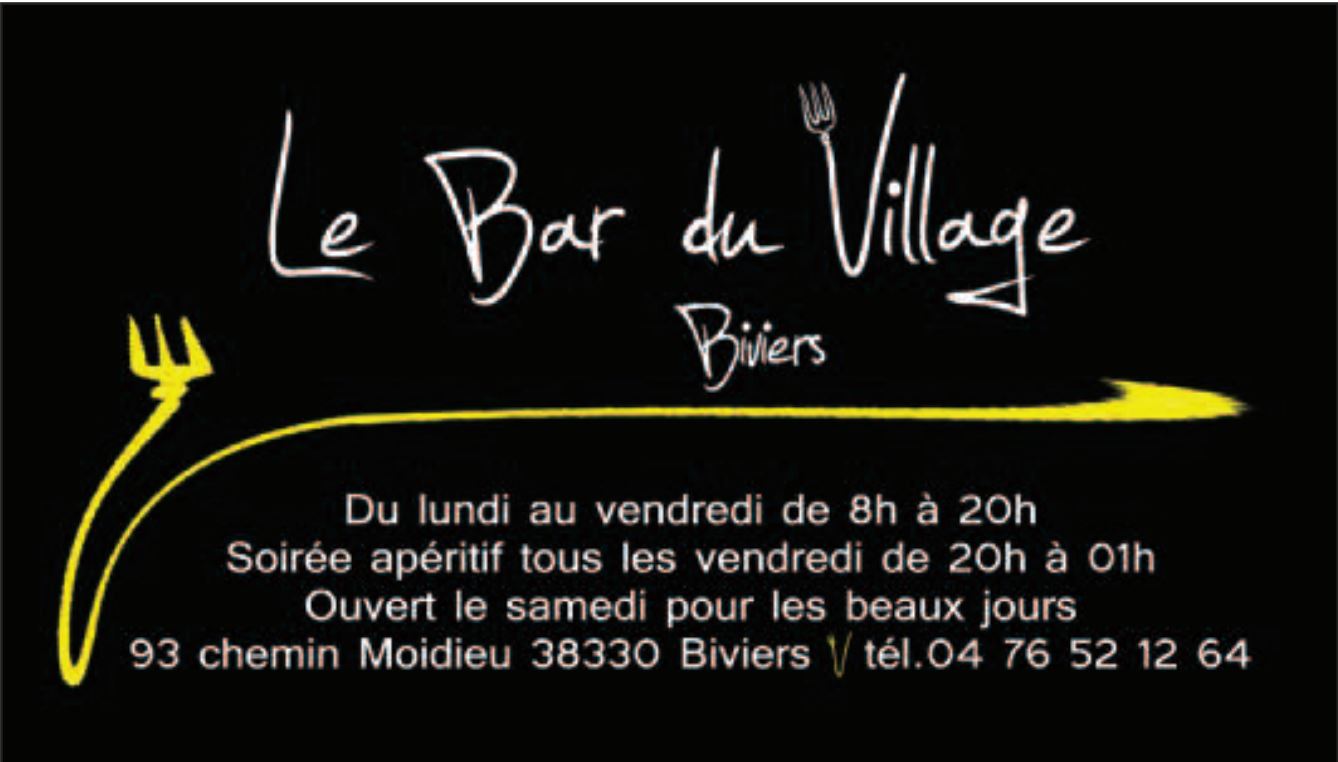 Le Bar du Village
Biviers
Du lundi au vendredi de 8h à 20h
Soirée apéritif tous les vendredi de 20h à 01h
Ouvert le samedi pour les beaux jours
93 chemin Moidieu 38330 Biviers tél.04 76 52 12 64